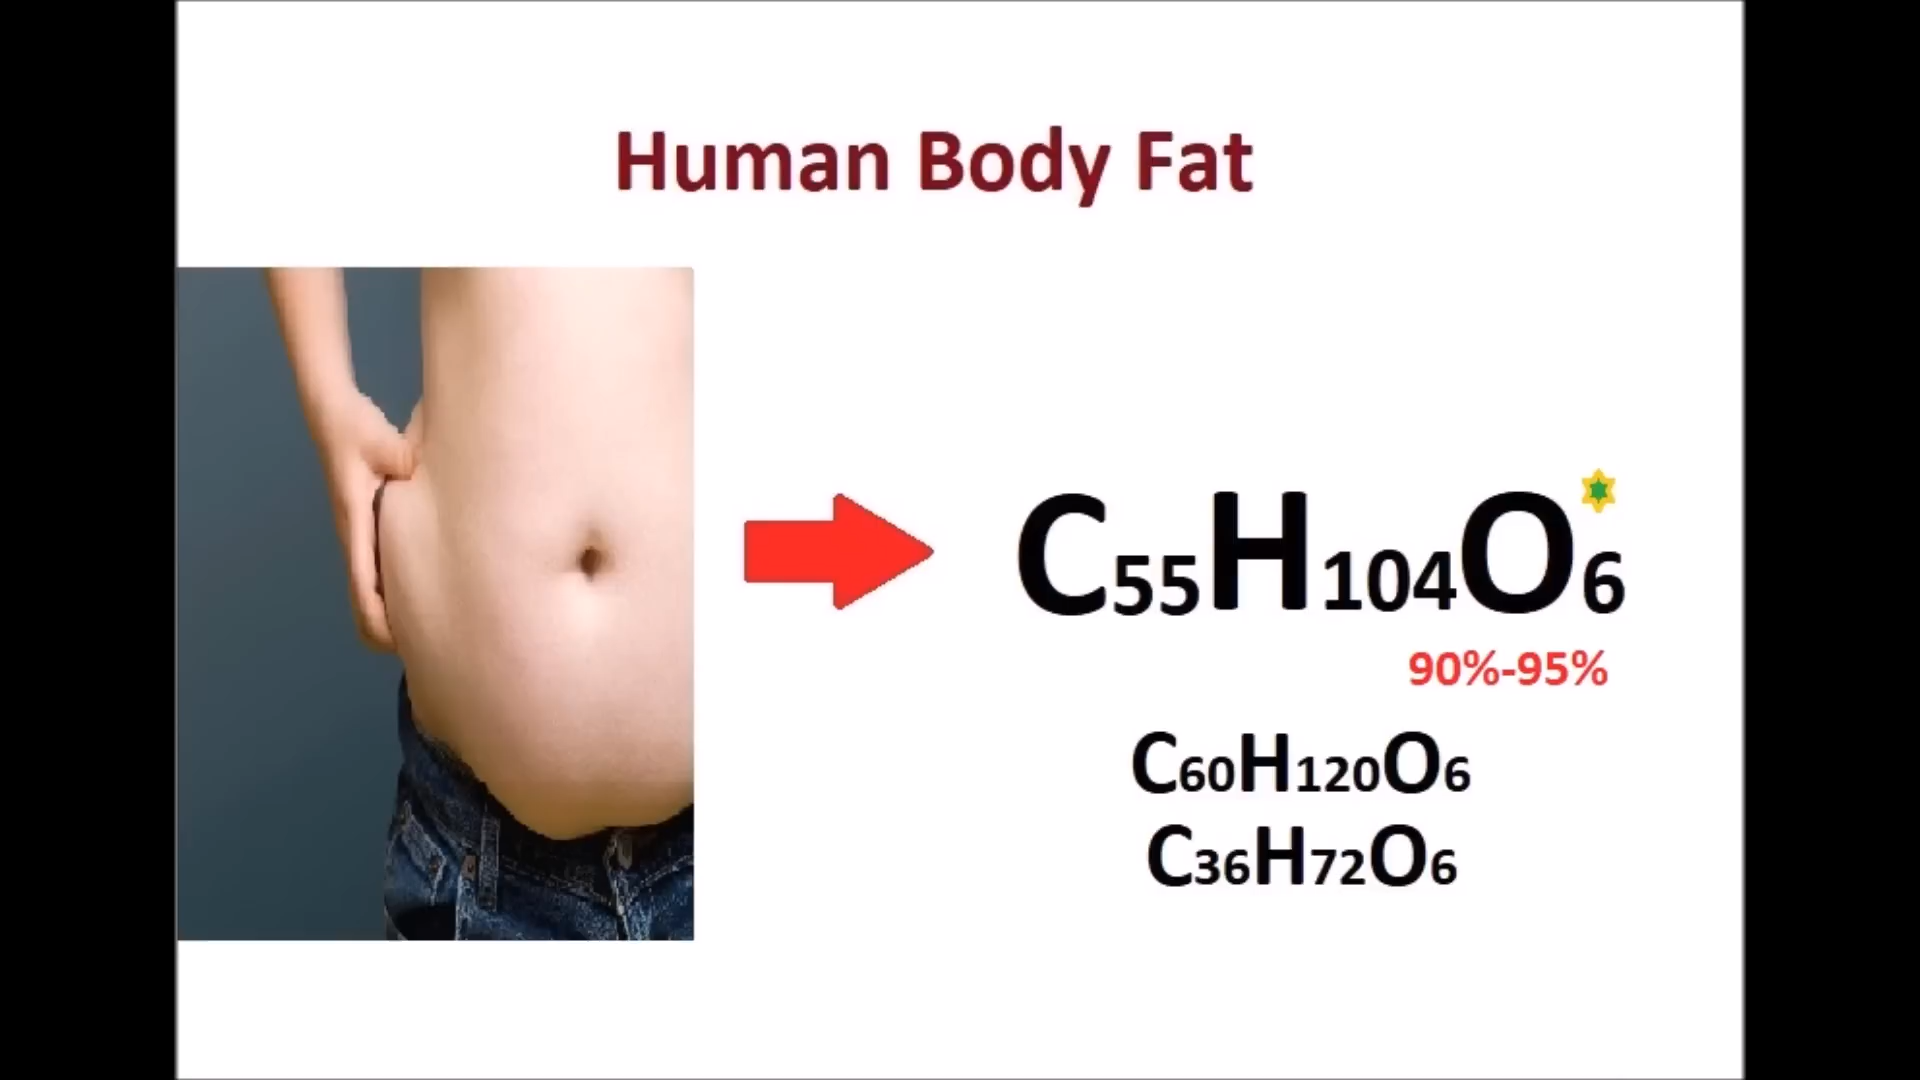 Human Body Fat
C₅₅H₁₀₄O₆
90%-95%
C₆₀H₁₂₀O₆
C₃₆H₇₂O₆